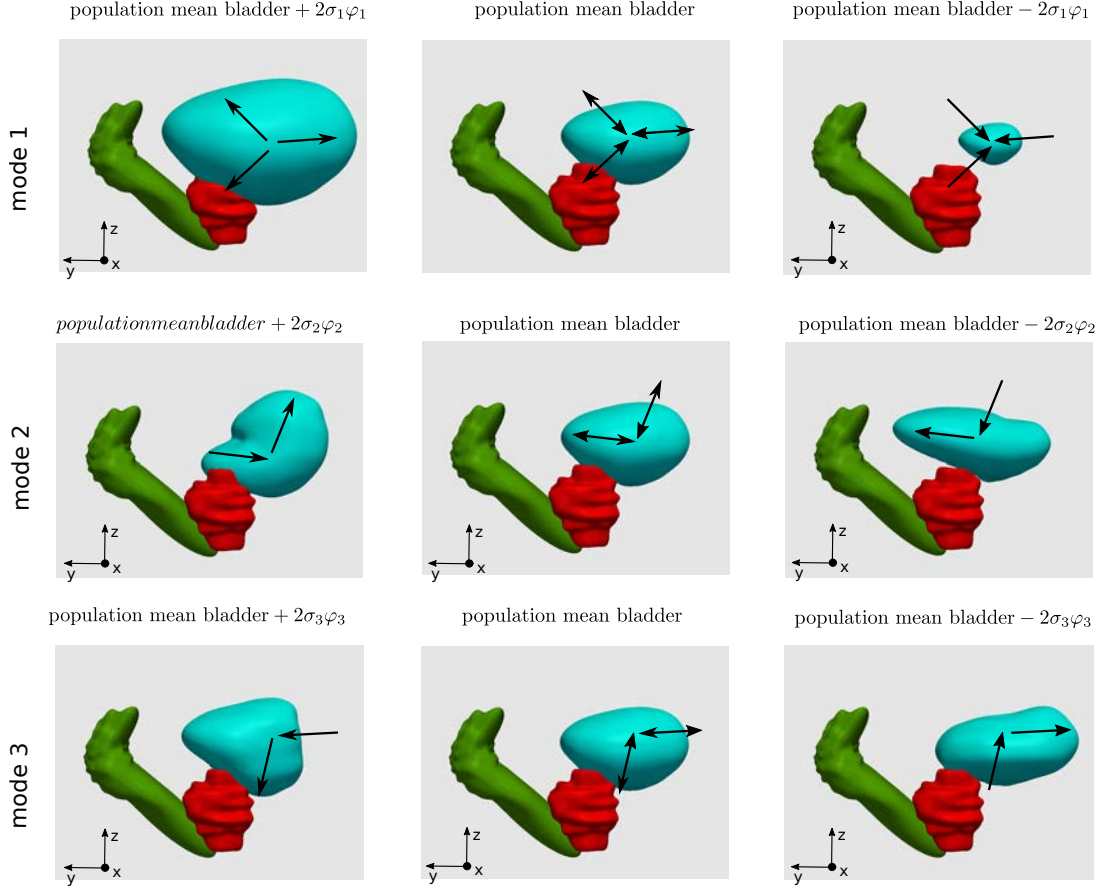 population mean bladder + 2σ₁φ₁ population mean bladder population mean bladder − 2σ₁φ₁
mode 1
z
y x
z
y x
z
y x
populationmeanbladder + 2σ₂φ₂ population mean bladder population mean bladder − 2σ₂φ₂
mode 2
z
y x
z
y x
z
y x
population mean bladder + 2σ₃φ₃ population mean bladder population mean bladder − 2σ₃φ₃
mode 3
z
y x
z
y x
z
y x